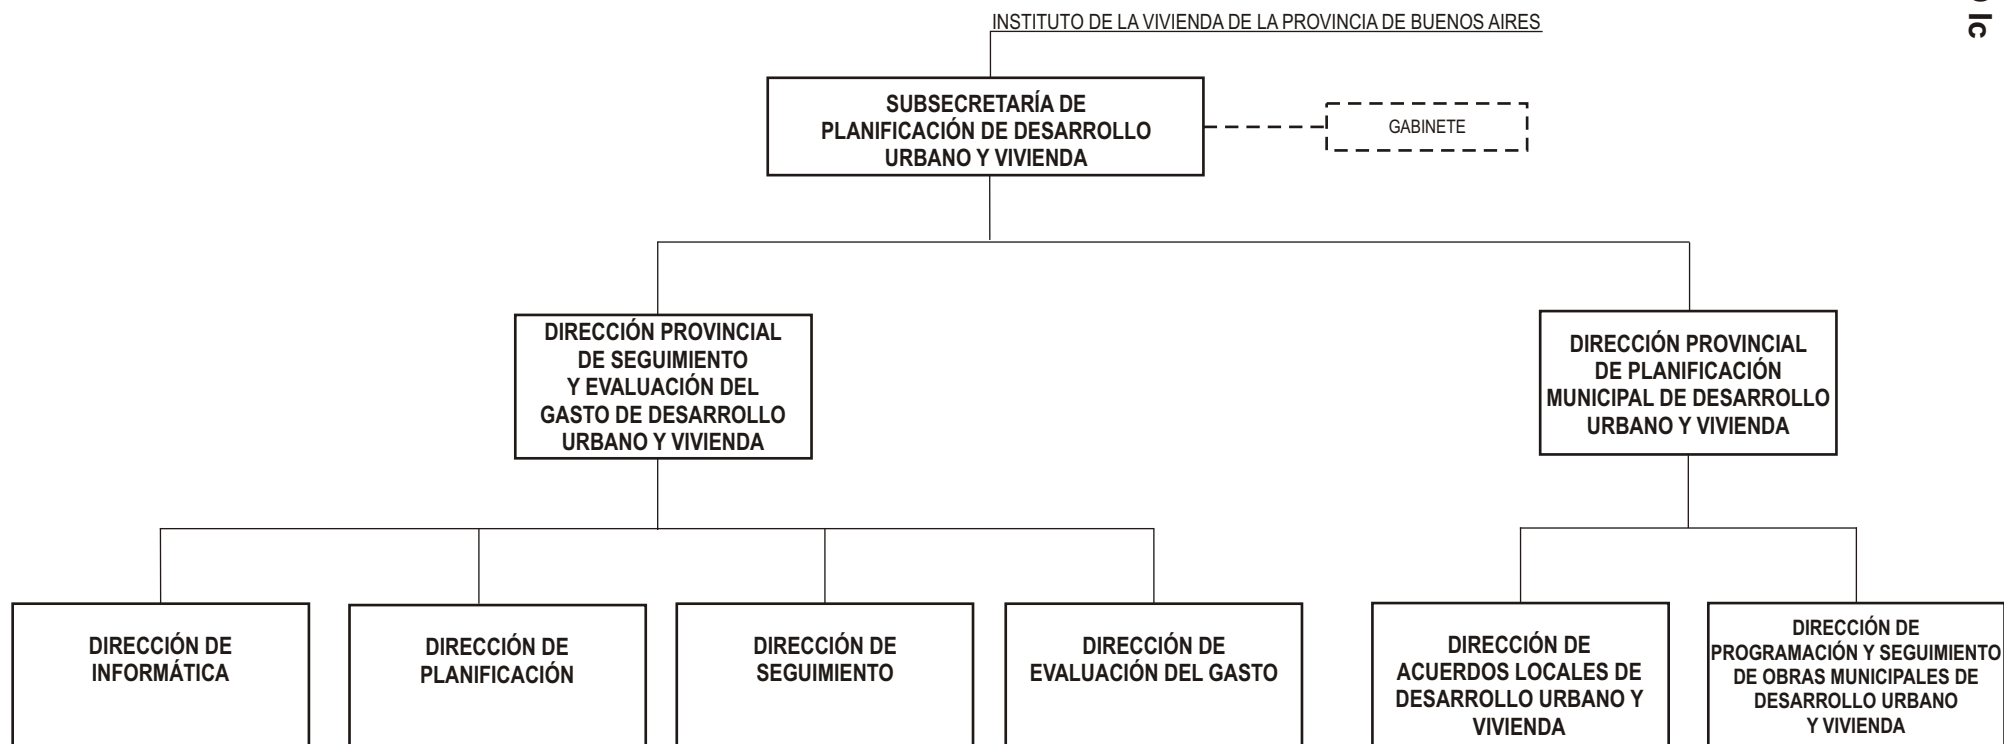 INSTITUTO DE LA VIVIENDA DE LA PROVINCIA DE BUENOS AIRES
Ic
SUBSECRETARÍA DE
PLANIFICACIÓN DE DESARROLLO
URBANO Y VIVIENDA
GABINETE
DIRECCIÓN PROVINCIAL
DE SEGUIMIENTO
Y EVALUACIÓN DEL
GASTO DE DESARROLLO
URBANO Y VIVIENDA
DIRECCIÓN PROVINCIAL
DE PLANIFICACIÓN
MUNICIPAL DE DESARROLLO
URBANO Y VIVIENDA
DIRECCIÓN DE
INFORMÁTICA
DIRECCIÓN DE
PLANIFICACIÓN
DIRECCIÓN DE
SEGUIMIENTO
DIRECCIÓN DE
EVALUACIÓN DEL GASTO
DIRECCIÓN DE
ACUERDOS LOCALES DE
DESARROLLO URBANO Y
VIVIENDA
DIRECCIÓN DE
PROGRAMACIÓN Y SEGUIMIENTO
DE OBRAS MUNICIPALES DE
DESARROLLO URBANO
Y VIVIENDA